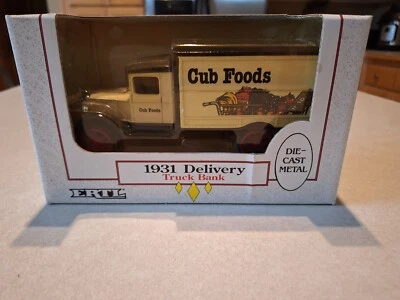 Cub Foods
Cub Foods
1931 Delivery
Truck Bank
ERTL
DIE-
CAST
METAL